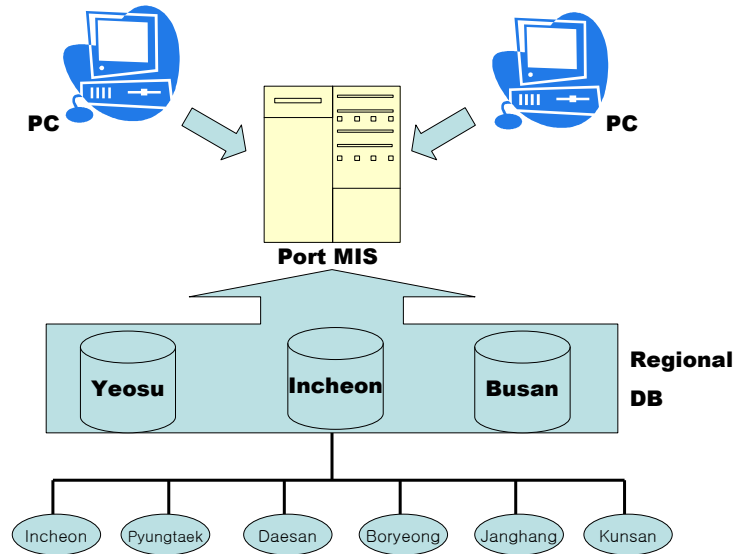 PC
PC
Port MIS
Yeosu
Incheon
Busan
Regional
DB
Incheon
Pyungtaek
Daesan
Boryeong
Janghang
Kunsan